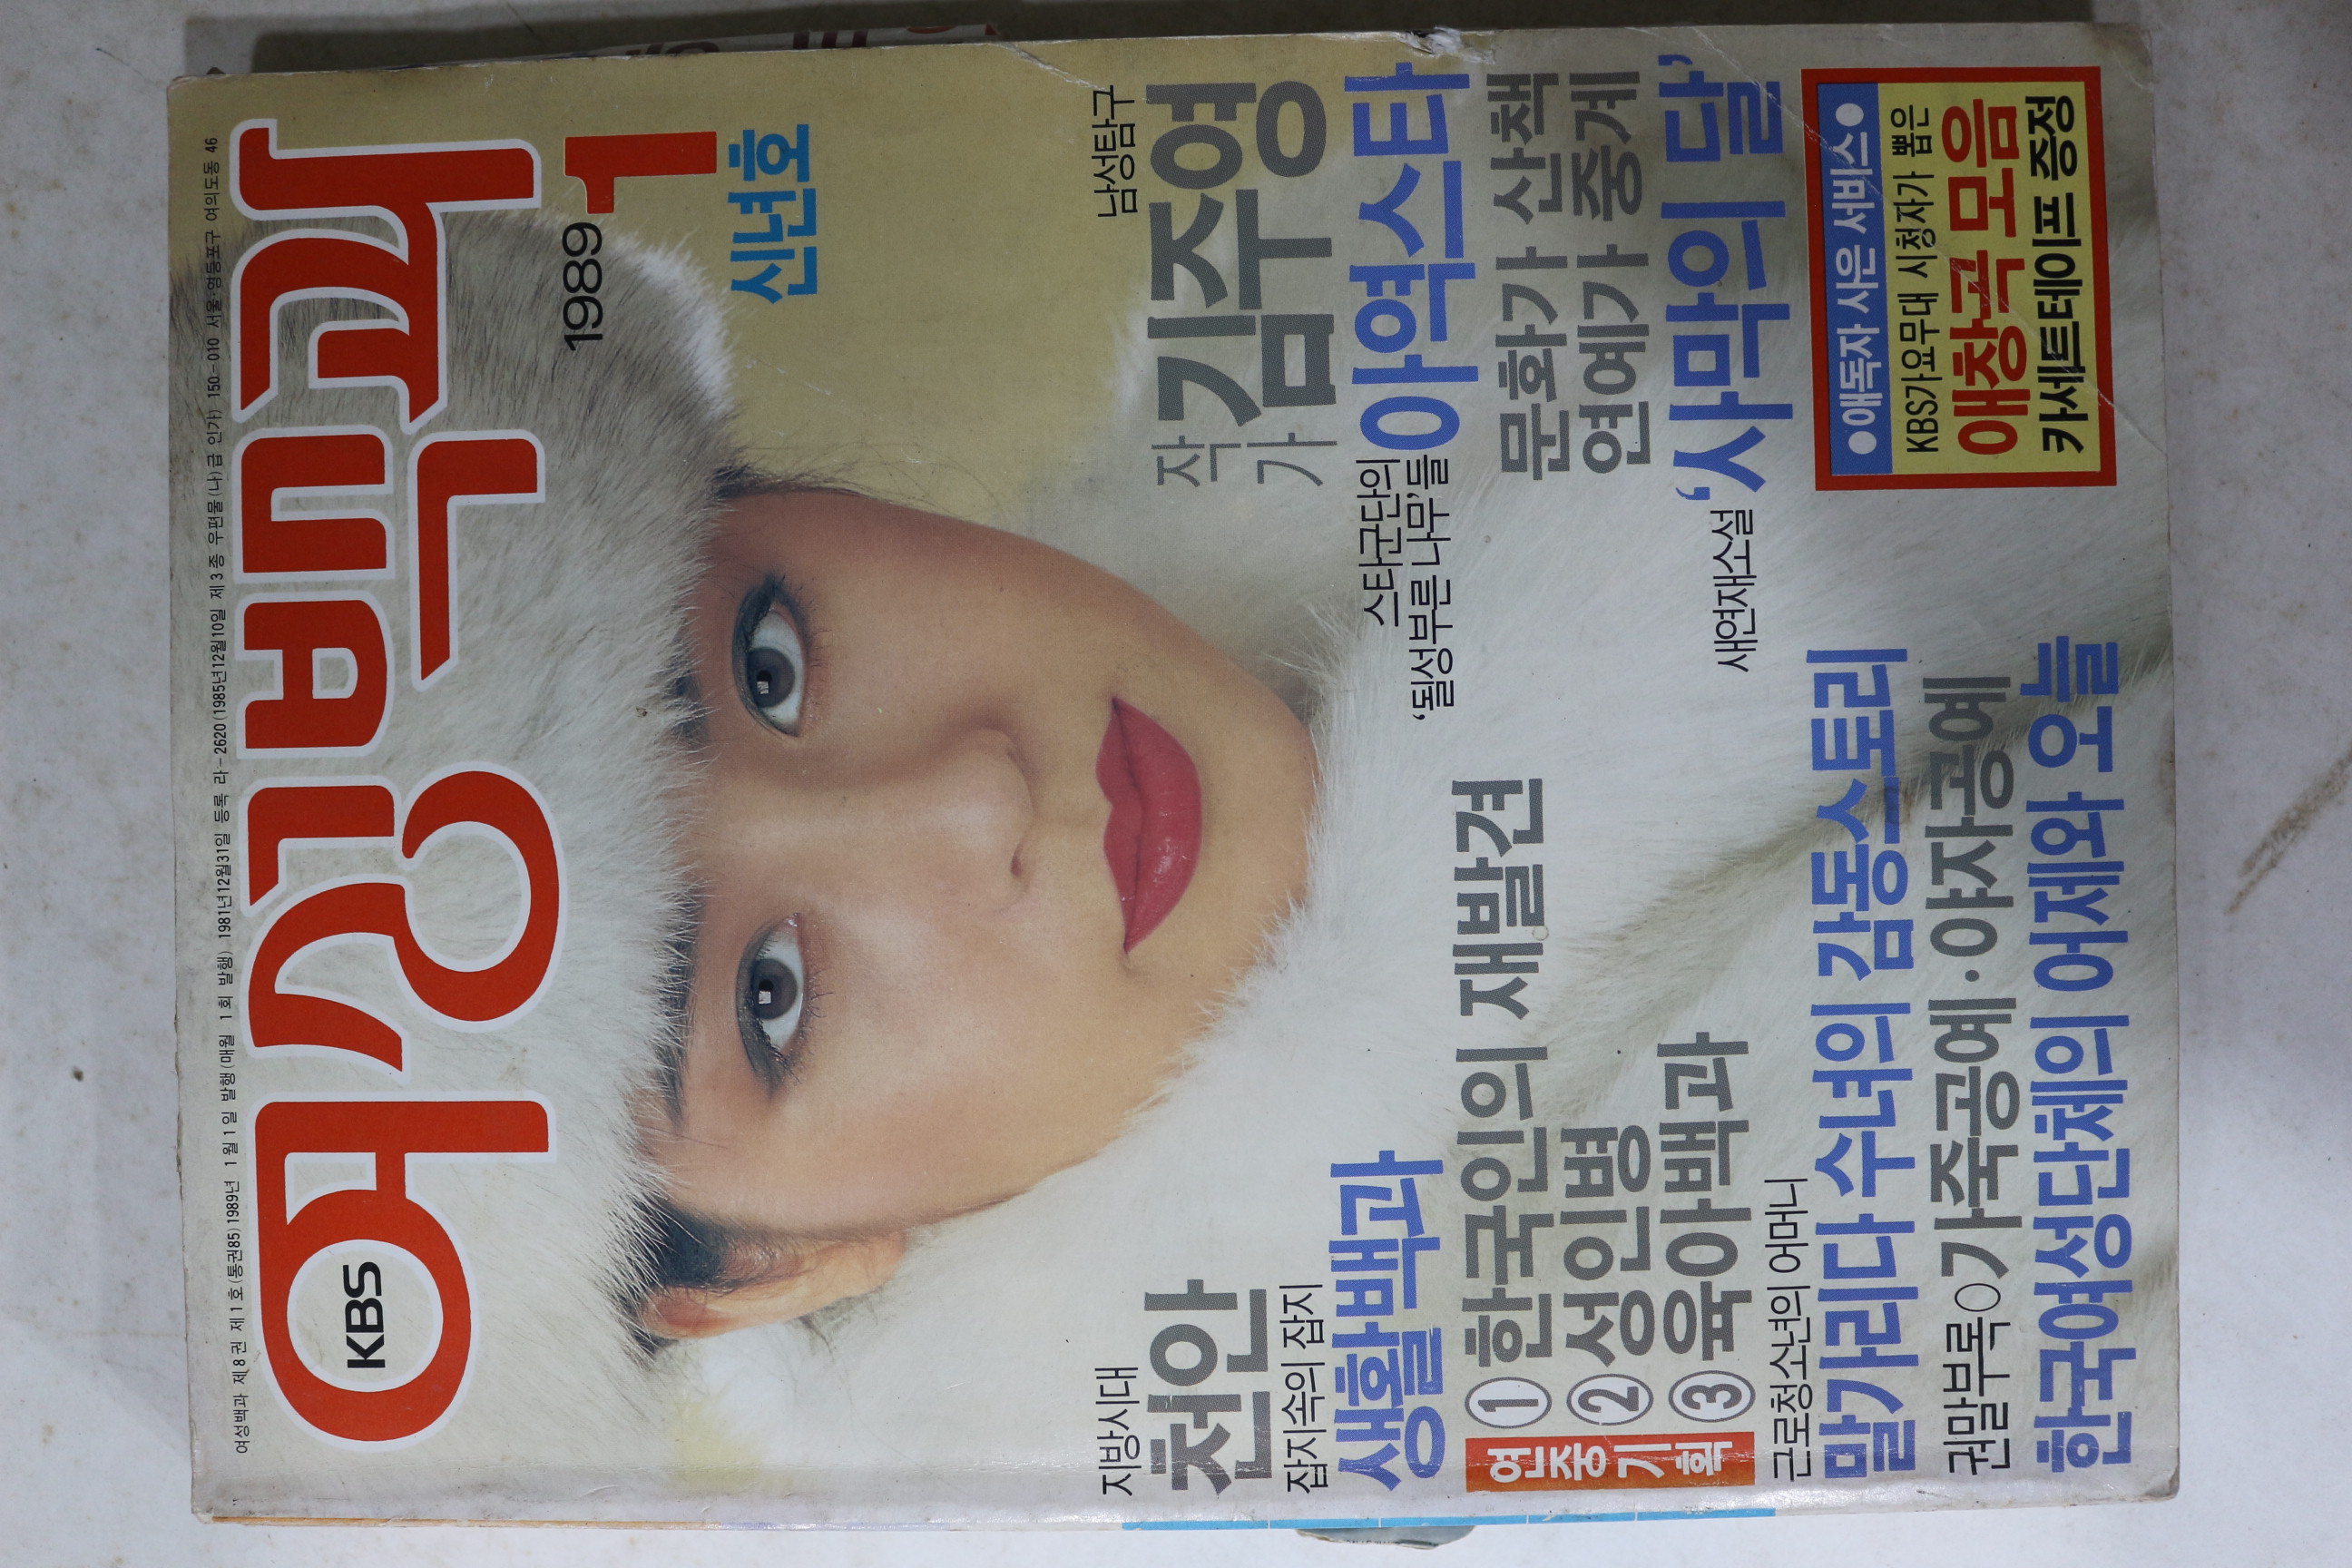 여성백과 제8권 제1호(통권85) 1989년 1월1일 발행(매월 1회 발행) 1981년12월31일 등록 라-2620(1985년12월10일 제3종 우편물(나)급 인가) 150-010 서울·영등포구 여의도동 46
KBS
여성백과
1989
1
신년호
지방시대
천안
잡지속의 잡지
생활백과
연중기획
①한국인의 재발견
②성인병
③육아백과
근로청소년의 어머니
말가리다 수녀의 감동스토리
권말부록○가죽공예·야자공예
한국여성단체의 어제와 오늘
남성탐구
작가 김주영
스타군단의
‘될성부른 나무’들
아역스타
문화가 산책
연예가 중계
새연재소설
‘사막의 달’
●애독자 사은 서비스●
KBS가요무대 시청자가 뽑은
애창곡 모음
카세트테이프 증정